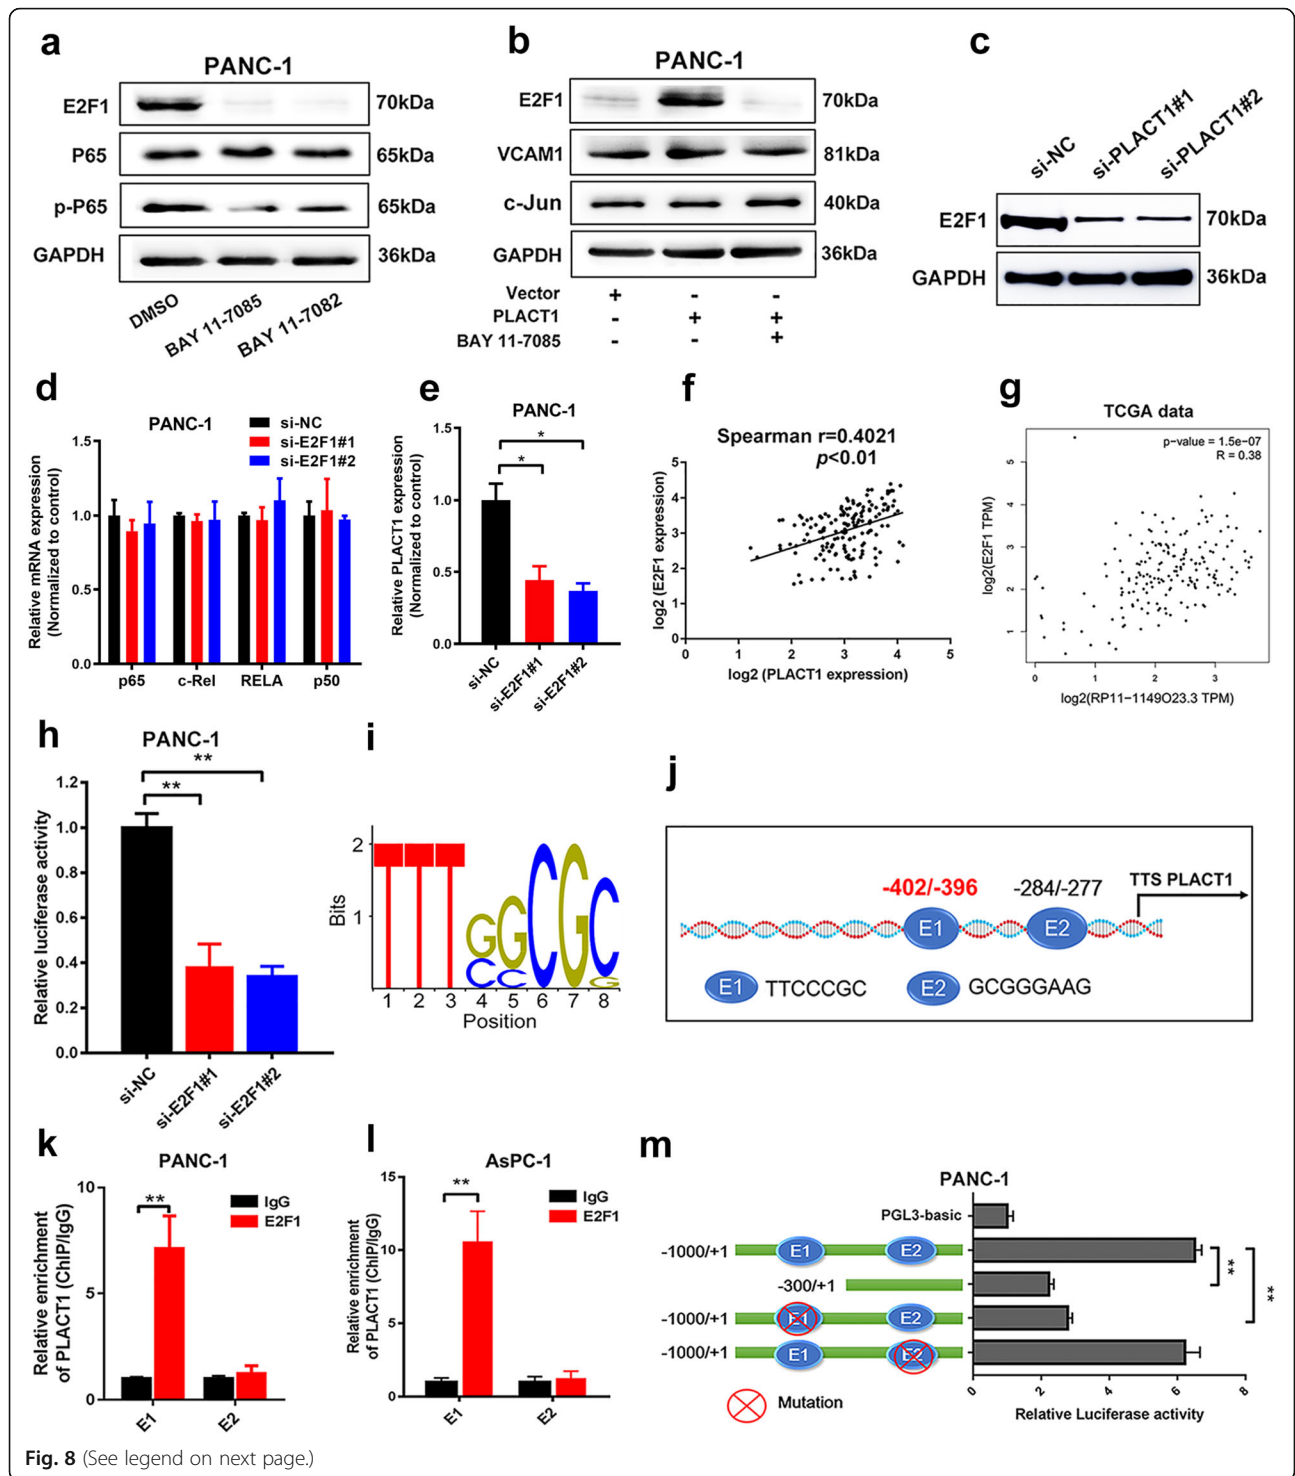 a
PANC-1
E2F1 70kDa
P65 65kDa
p-P65 65kDa
GAPDH 36kDa
DMSO
BAY 11-7085
BAY 11-7082
b
PANC-1
E2F1 70kDa
VCAM1 81kDa
c-Jun 40kDa
GAPDH 36kDa
Vector + - -
PLACT1 - + +
BAY 11-7085 - - +
c
si-NC
si-PLACT1#1
si-PLACT1#2
E2F1 70kDa
GAPDH 36kDa
d
PANC-1
si-NC
si-E2F1#1
si-E2F1#2
Relative mRNA expression
(Normalized to control)
1.5
1.0
0.5
0.0
p65 c-Rel RELA p50
e
PANC-1
Relative PLACT1 expression
(Normalized to control)
1.5
1.0
0.5
0.0
*
*
si-NC
si-E2F1#1
si-E2F1#2
f
Spearman r=0.4021
p<0.01
log2 (E2F1 expression)
5
4
3
2
1
0
0 1 2 3 4 5
log2 (PLACT1 expression)
g
TCGA data
p-value = 1.5e-07
R = 0.38
log2(E2F1 TPM)
5
4
3
2
1
0 1 2 3
log2(RP11-1149O23.3 TPM)
h
PANC-1
Relative luciferase activity
1.2
1.0
0.8
0.6
0.4
0.2
0.0
**
**
si-NC
si-E2F1#1
si-E2F1#2
i
Bits
2
1
T T T G G C G C
C C G
1 2 3 4 5 6 7 8
Position
j
-402/-396 -284/-277 TTS PLACT1
E1 E2
E1 TTCCCGC E2 GCGGGAAG
k
PANC-1
Relative enrichment
of PLACT1 (ChIP/IgG)
10
5
0
**
IgG
E2F1
E1 E2
l
AsPC-1
Relative enrichment
of PLACT1 (ChIP/IgG)
15
10
5
0
**
IgG
E2F1
E1 E2
m
PANC-1
PGL3-basic
-1000/+1 E1 E2
-300/+1
-1000/+1 E1 E2
-1000/+1 E1 E2
**
**
0 2 4 6 8
Relative Luciferase activity
Mutation
Fig. 8 (See legend on next page.)